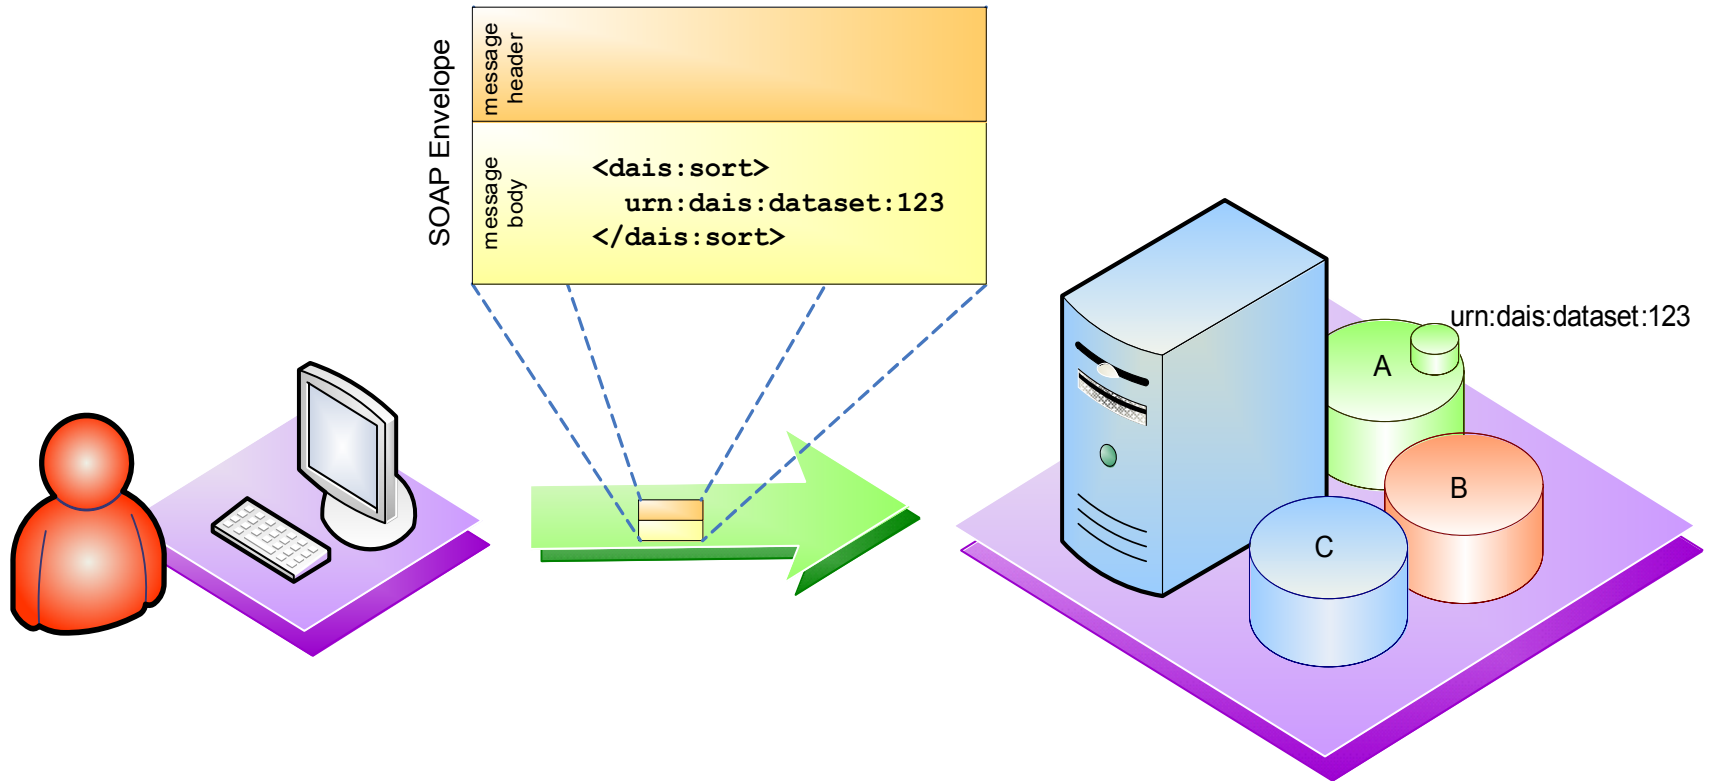 SOAP Envelope
message
header
message
body
<dais:sort>
urn:dais:dataset:123
</dais:sort>
urn:dais:dataset:123
A
B
C